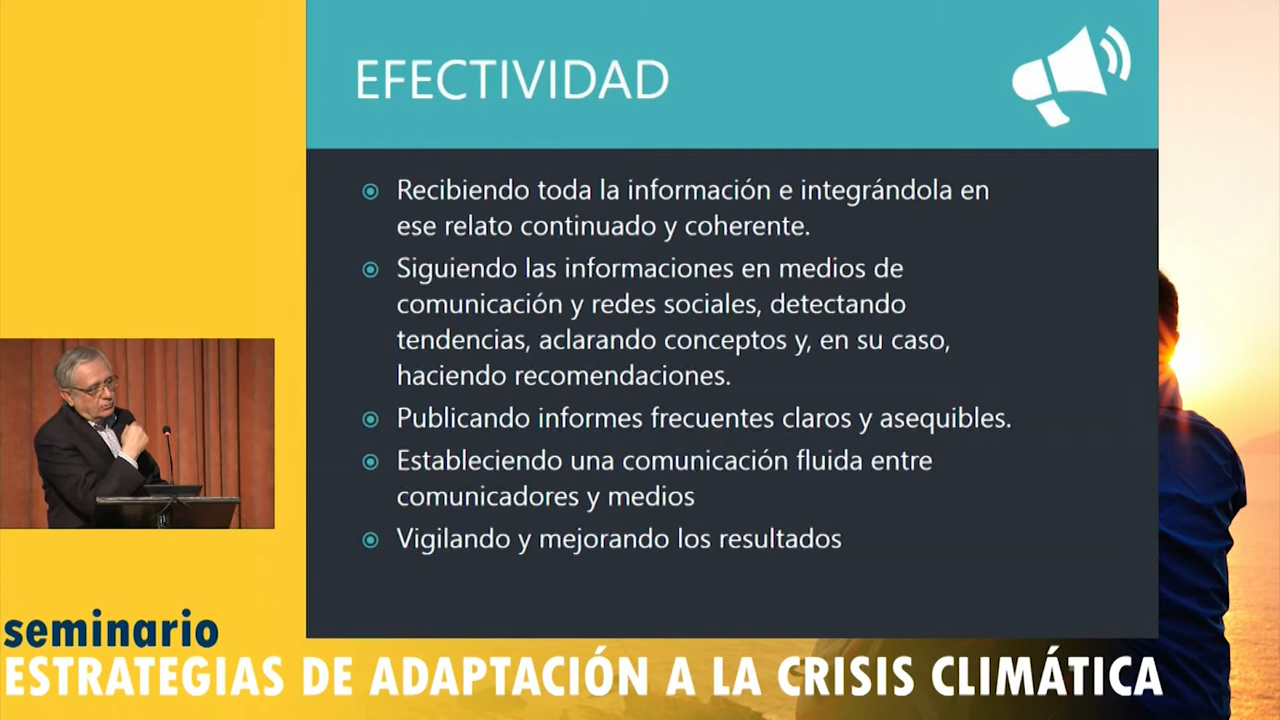 EFECTIVIDAD
Recibiendo toda la información e integrándola en
ese relato continuado y coherente.
Siguiendo las informaciones en medios de
comunicación y redes sociales, detectando
tendencias, aclarando conceptos y, en su caso,
haciendo recomendaciones.
Publicando informes frecuentes claros y asequibles.
Estableciendo una comunicación fluida entre
comunicadores y medios
Vigilando y mejorando los resultados
seminario
ESTRATEGIAS DE ADAPTACIÓN A LA CRISIS CLIMÁTICA